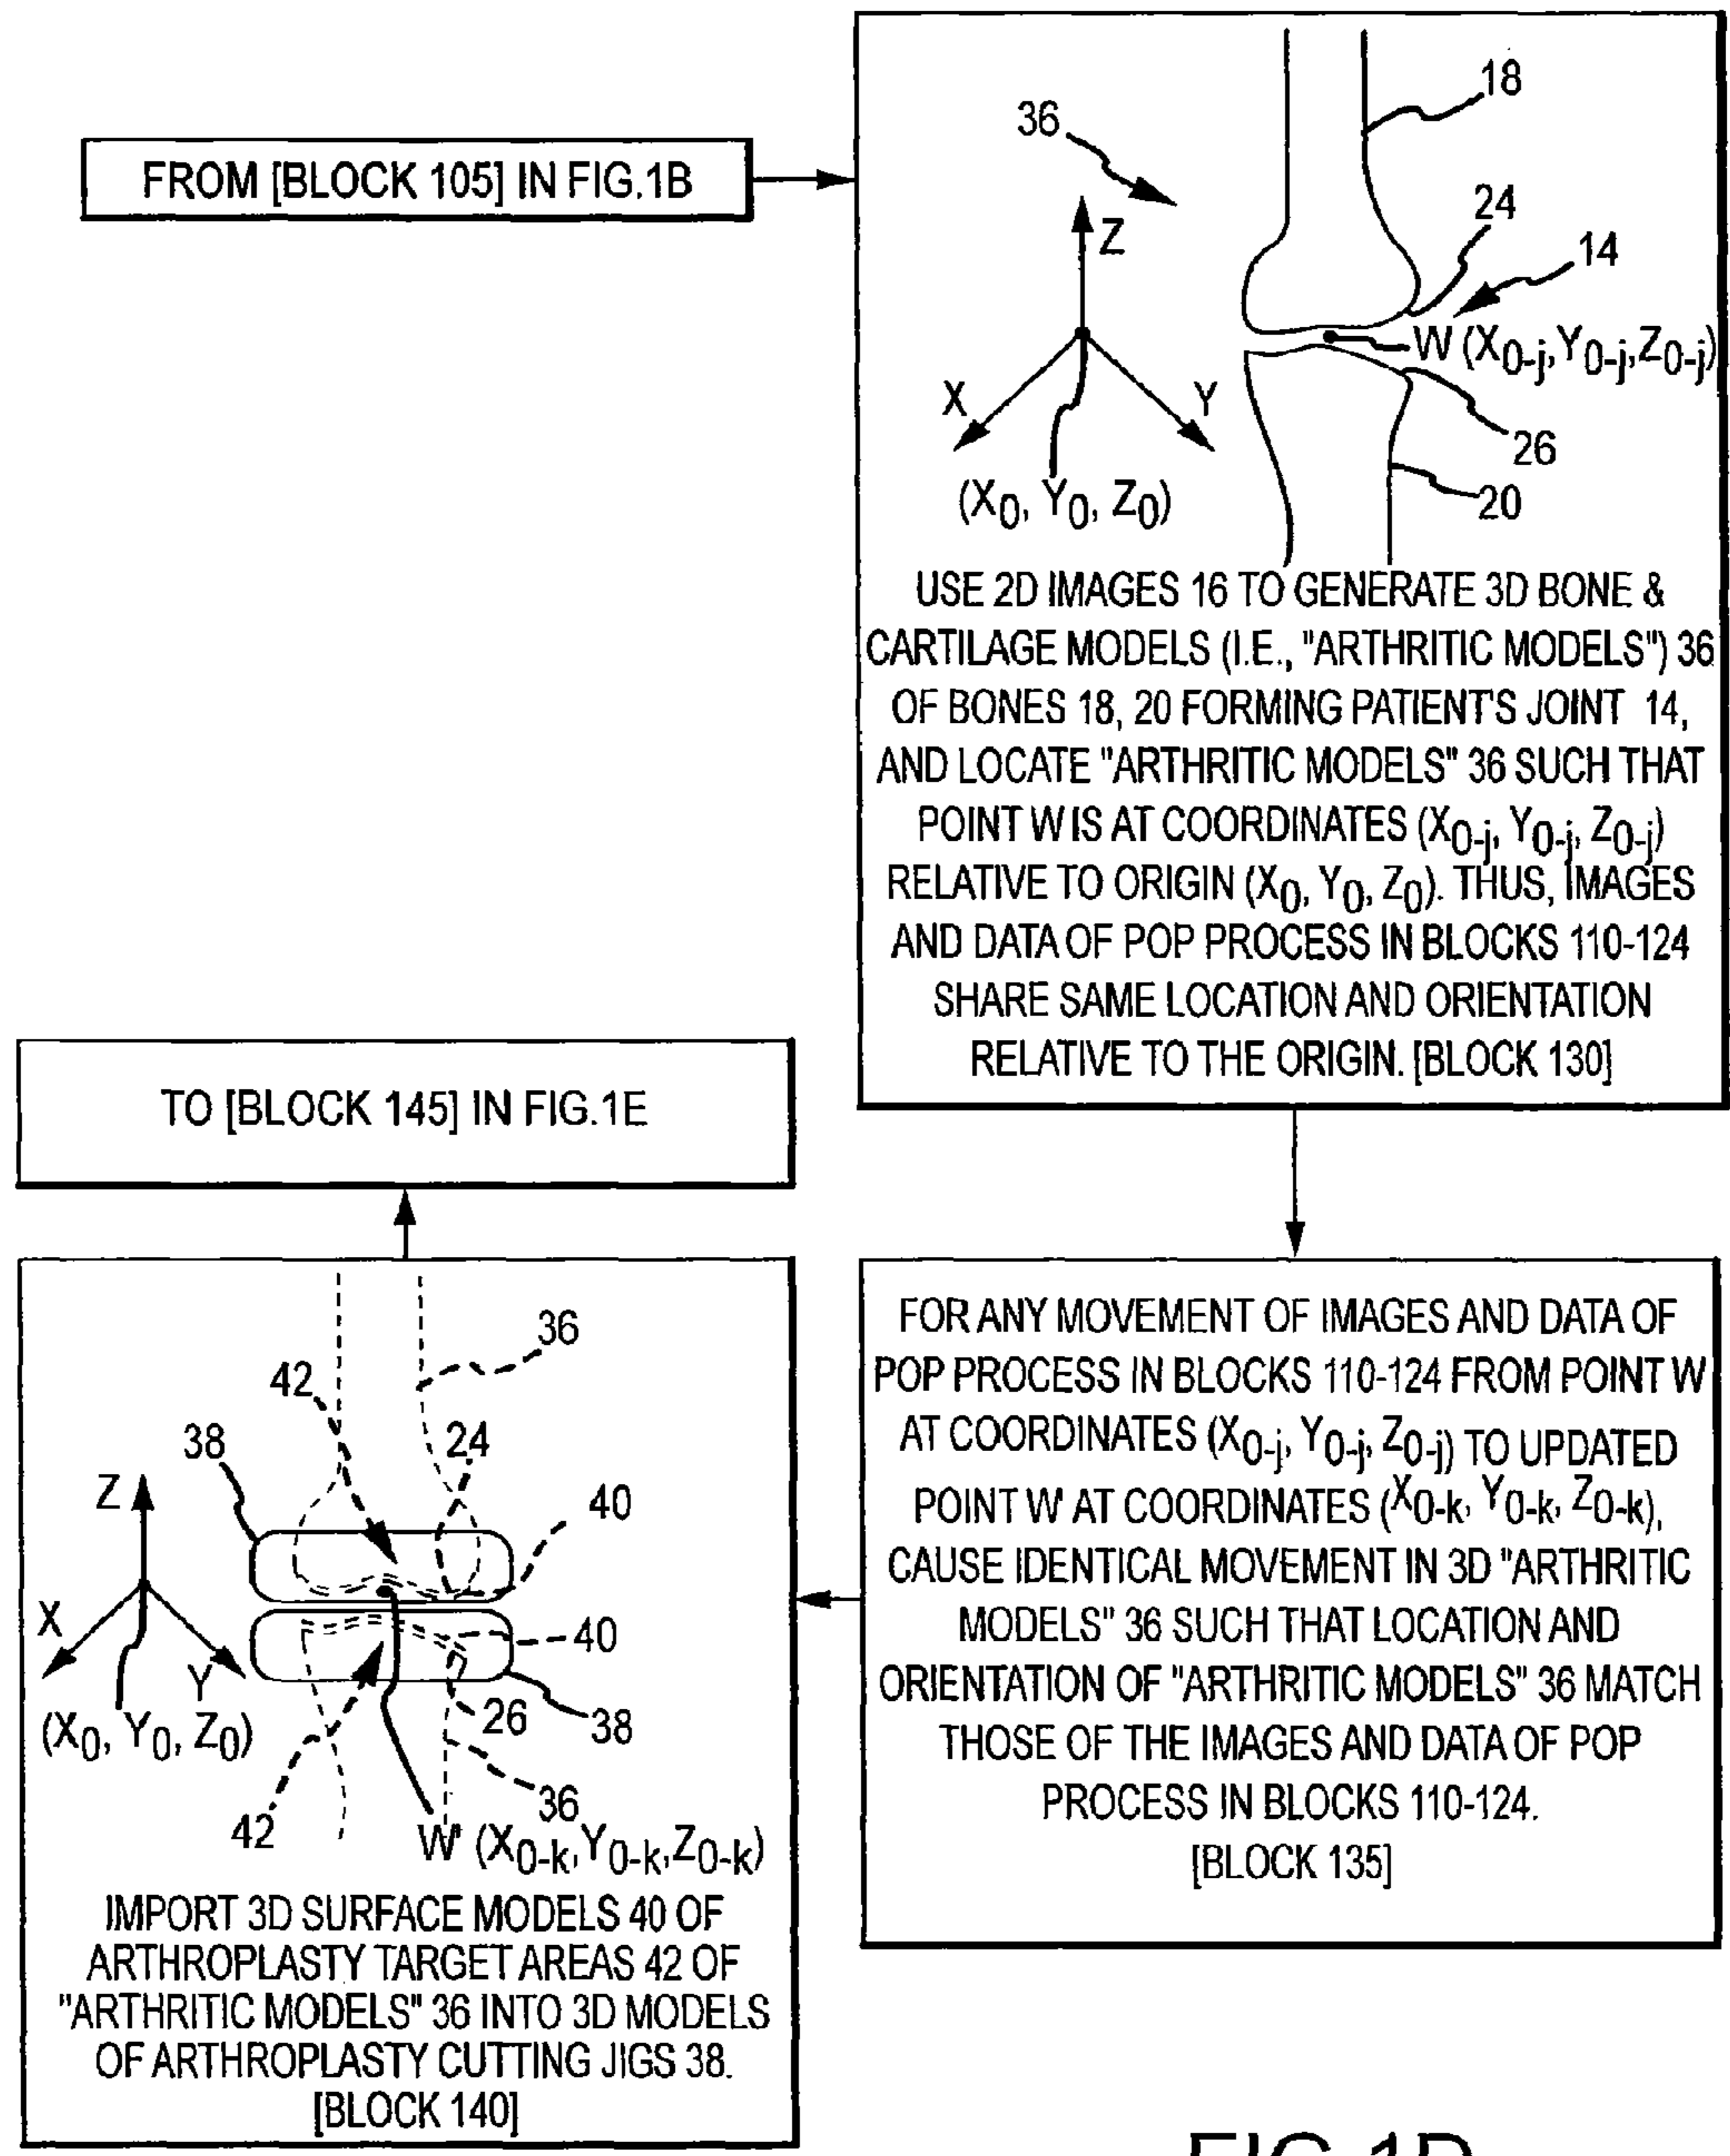 FROM [BLOCK 105] IN FIG.1B
36
18
24
14
Z
W (X0-j,Y0-j,Z0-j)
X
Y
26
20
(X0, Y0, Z0)
USE 2D IMAGES 16 TO GENERATE 3D BONE &
CARTILAGE MODELS (I.E., "ARTHRITIC MODELS") 36
OF BONES 18, 20 FORMING PATIENT'S JOINT 14,
AND LOCATE "ARTHRITIC MODELS" 36 SUCH THAT
POINT W IS AT COORDINATES (X0-j, Y0-j, Z0-j)
RELATIVE TO ORIGIN (X0, Y0, Z0). THUS, IMAGES
AND DATA OF POP PROCESS IN BLOCKS 110-124
SHARE SAME LOCATION AND ORIENTATION
RELATIVE TO THE ORIGIN. [BLOCK 130]
FOR ANY MOVEMENT OF IMAGES AND DATA OF
POP PROCESS IN BLOCKS 110-124 FROM POINT W
AT COORDINATES (X0-j, Y0-j, Z0-j) TO UPDATED
POINT W' AT COORDINATES (X0-k, Y0-k, Z0-k),
CAUSE IDENTICAL MOVEMENT IN 3D "ARTHRITIC
MODELS" 36 SUCH THAT LOCATION AND
ORIENTATION OF "ARTHRITIC MODELS" 36 MATCH
THOSE OF THE IMAGES AND DATA OF POP
PROCESS IN BLOCKS 110-124.
[BLOCK 135]
36
42
38
24
Z
40
X
40
Y
26
38
(X0, Y0, Z0)
36
42
W' (X0-k,Y0-k,Z0-k)
IMPORT 3D SURFACE MODELS 40 OF
ARTHROPLASTY TARGET AREAS 42 OF
"ARTHRITIC MODELS" 36 INTO 3D MODELS
OF ARTHROPLASTY CUTTING JIGS 38.
[BLOCK 140]
TO [BLOCK 145] IN FIG.1E
FIG.1D